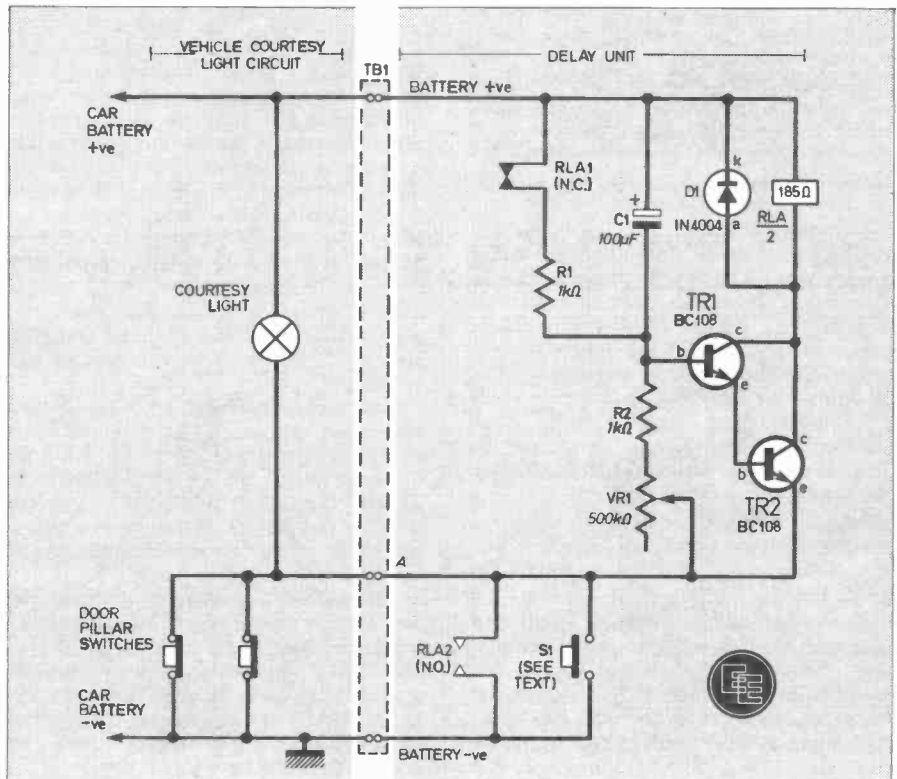 VEHICLE COURTESY
LIGHT CIRCUIT
DELAY UNIT
TB1
BATTERY +ve
CAR
BATTERY
+ve
RLA1
(N.C.)
+
C1
100µF
k
D1
IN4004
a
185Ω
RLA
2
R1
1kΩ
COURTESY
LIGHT
TR1
BC108
b
c
e
R2
1kΩ
VR1
500kΩ
b
c
e
TR2
BC108
A
DOOR
PILLAR
SWITCHES
RLA2
(N.O.)
S1
(SEE
TEXT)
CAR
BATTERY
-ve
BATTERY -ve